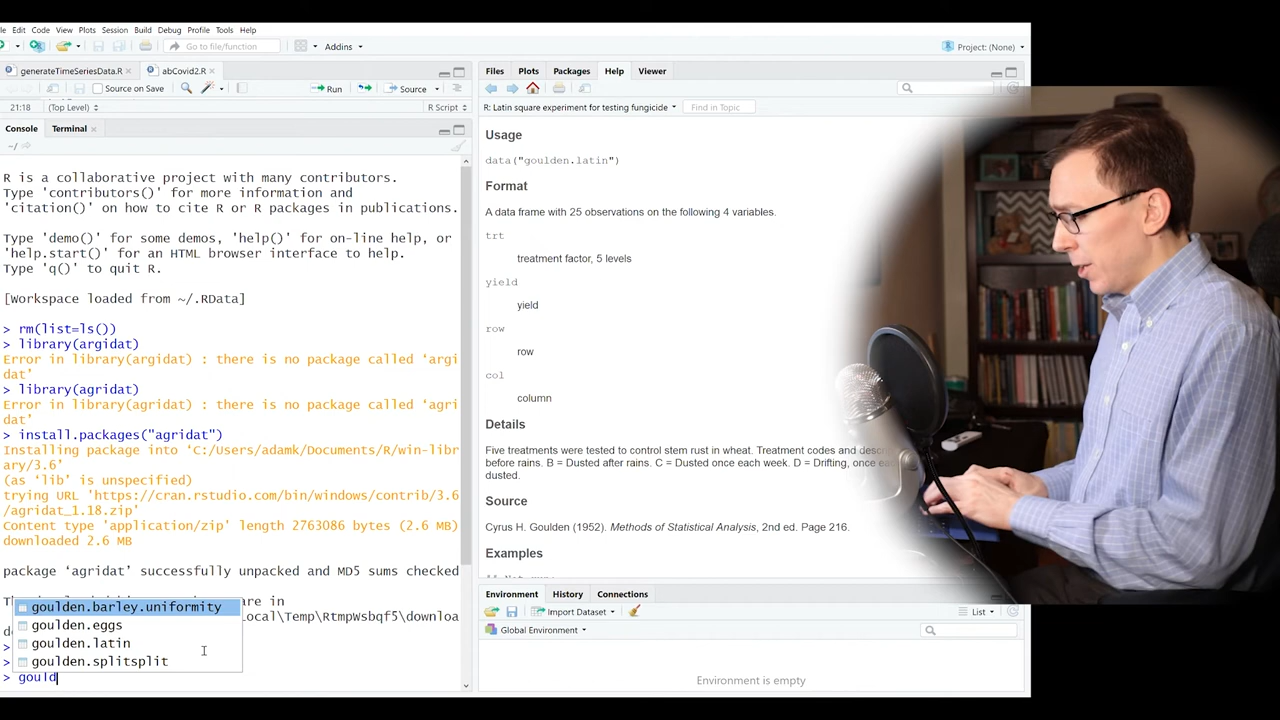 File Edit Code View Plots Session Build Debug Profile Tools Help
Go to file/function
Addins
Project: (None)
generateTimeSeriesData.R
abCovid2.R
Source on Save
Run
Source
21:18
(Top Level)
R Script
Console
Terminal
~/
R is a collaborative project with many contributors.
Type 'contributors()' for more information and
'citation()' on how to cite R or R packages in publications.
Type 'demo()' for some demos, 'help()' for on-line help, or
'help.start()' for an HTML browser interface to help.
Type 'q()' to quit R.
[Workspace loaded from ~/.RData]
> rm(list=ls())
> library(argidat)
Error in library(argidat) : there is no package called ‘argi
dat’
> library(agridat)
Error in library(agridat) : there is no package called ‘agri
dat’
> install.packages("agridat")
Installing package into ‘C:/Users/adamk/Documents/R/win-libr
ary/3.6’
(as ‘lib’ is unspecified)
trying URL 'https://cran.rstudio.com/bin/windows/contrib/3.6
/agridat_1.18.zip'
Content type 'application/zip' length 2763086 bytes (2.6 MB)
downloaded 2.6 MB
package ‘agridat’ successfully unpacked and MD5 sums checked
are in
ocal\Temp\RtmpWsbqf5\downloa
goulden.barley.uniformity
goulden.eggs
goulden.latin
goulden.splitsplit
>
>
> gould
Files
Plots
Packages
Help
Viewer
R: Latin square experiment for testing fungicide
Find in Topic
Usage
data("goulden.latin")
Format
A data frame with 25 observations on the following 4 variables.
trt
treatment factor, 5 levels
yield
yield
row
row
col
column
Details
Five treatments were tested to control stem rust in wheat. Treatment codes and
before rains. B = Dusted after rains. C = Dusted once each week. D = Drifting, once
dusted.
Source
Cyrus H. Goulden (1952). Methods of Statistical Analysis, 2nd ed. Page 216.
Examples
Environment
History
Connections
Import Dataset
List
Global Environment
Environment is empty